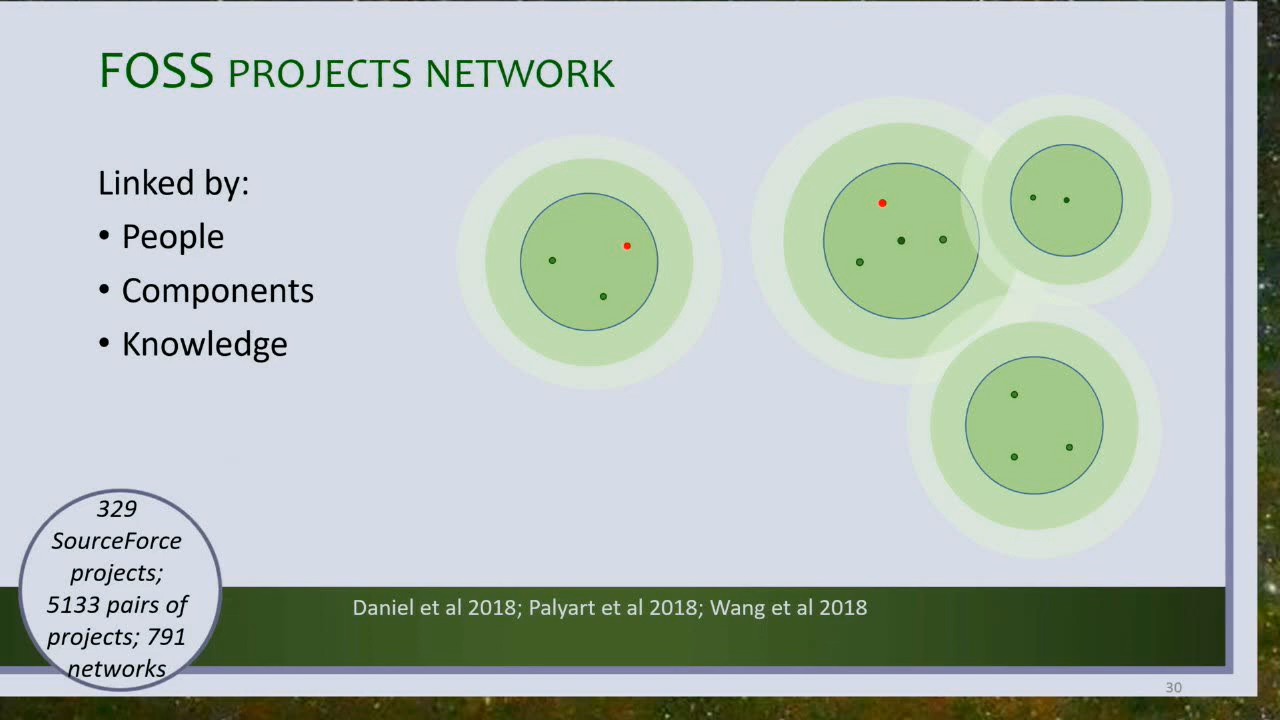 FOSS PROJECTS NETWORK
Linked by:
• People
• Components
• Knowledge
329
SourceForce
projects;
5133 pairs of
projects; 791
networks
Daniel et al 2018; Palyart et al 2018; Wang et al 2018
30